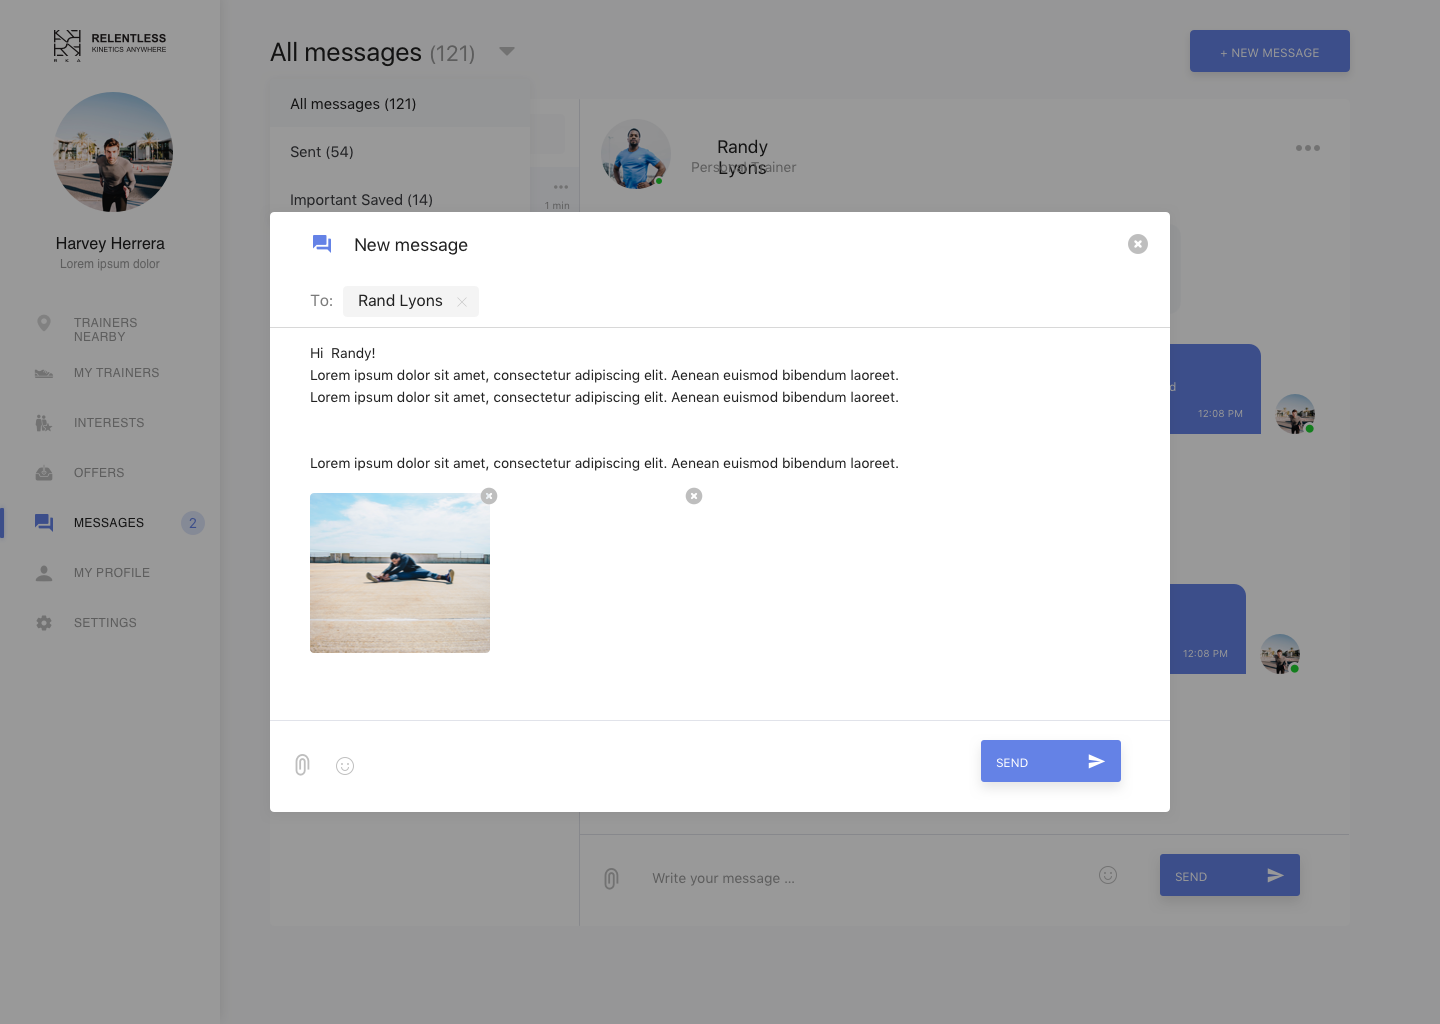 RELENTLESS
KINETICS ANYWHERE
R K A
Harvey Herrera
Lorem ipsum dolor
TRAINERS
NEARBY
MY TRAINERS
INTERESTS
OFFERS
MESSAGES 2
MY PROFILE
SETTINGS
All messages (121)
+ NEW MESSAGE
All messages (121)
Sent (54)
Important Saved (14)
1 min
Randy
Lyons
Personal Trainer
New message
To: Rand Lyons
Hi Randy!
Lorem ipsum dolor sit amet, consectetur adipiscing elit. Aenean euismod bibendum laoreet.
Lorem ipsum dolor sit amet, consectetur adipiscing elit. Aenean euismod bibendum laoreet.
Lorem ipsum dolor sit amet, consectetur adipiscing elit. Aenean euismod bibendum laoreet.
SEND
12:08 PM
12:08 PM
Write your message ...
SEND